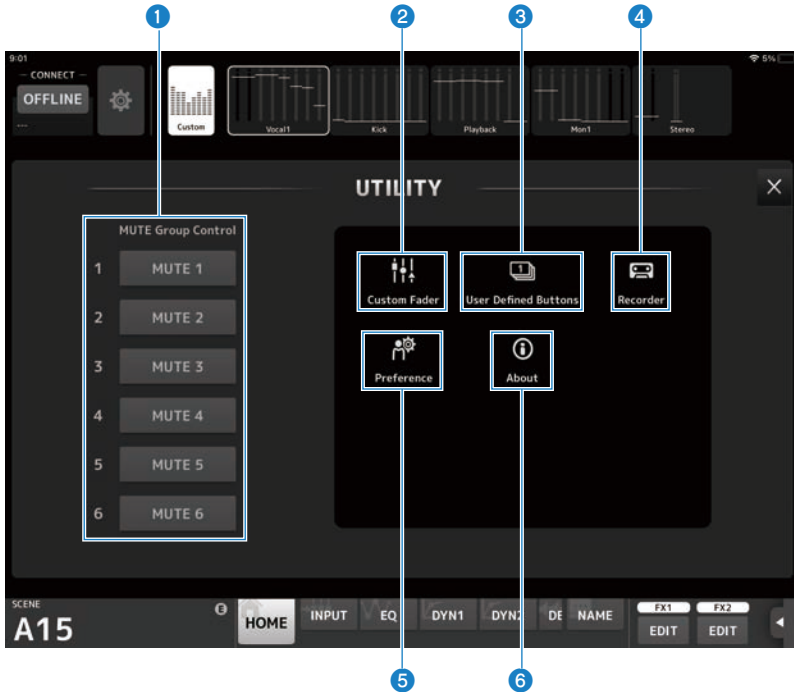 1 2 3 4
9:01 5%
CONNECT
OFFLINE
---
Custom Vocal1 Kick Playback Mon1 Stereo
UTILITY
MUTE Group Control
1 MUTE 1
2 MUTE 2
3 MUTE 3
4 MUTE 4
5 MUTE 5
6 MUTE 6
1
Custom Fader User Defined Buttons Recorder
Preference About
SCENE
A15
E
HOME INPUT EQ DYN1 DYN2 DE NAME
FX1 FX2
EDIT EDIT
5 6